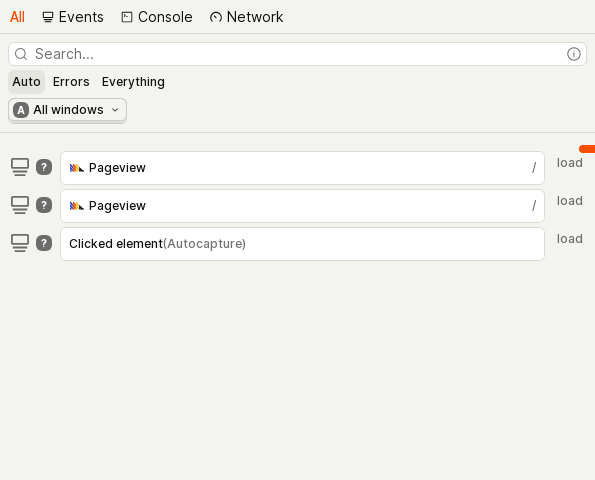 All Events Console Network
Search...
Auto Errors Everything
A All windows
? Pageview / load
? Pageview / load
? Clicked element(Autocapture) load